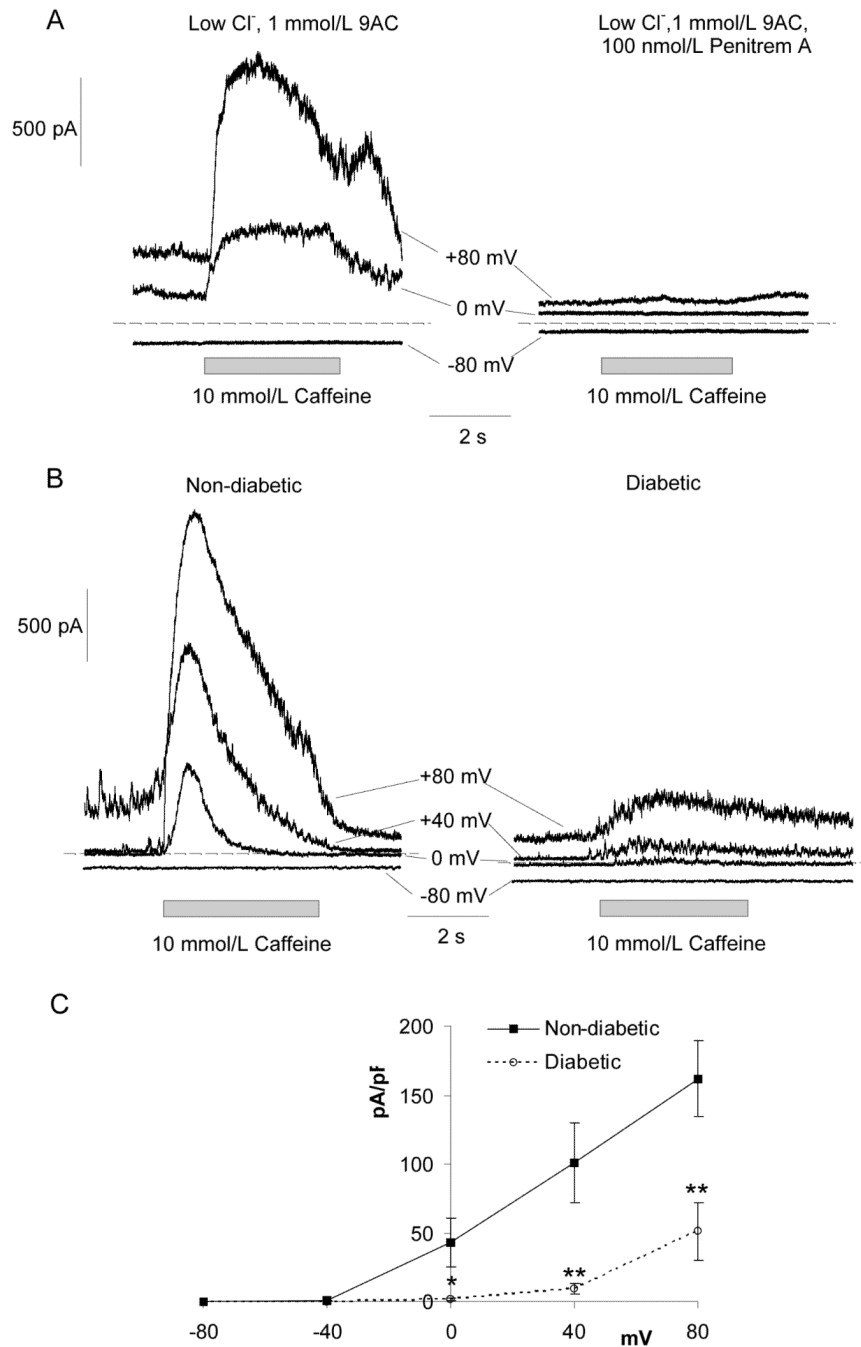 A
Low Cl⁻, 1 mmol/L 9AC
Low Cl⁻,1 mmol/L 9AC,
100 nmol/L Penitrem A
500 pA
+80 mV
0 mV
-80 mV
10 mmol/L Caffeine
10 mmol/L Caffeine
2 s
B
Non-diabetic
Diabetic
500 pA
+80 mV
+40 mV
0 mV
-80 mV
10 mmol/L Caffeine
2 s
10 mmol/L Caffeine
C
pA/pF
200
150
100
50
0
Non-diabetic
Diabetic
*
**
**
-80
-40
0
40
mV
80